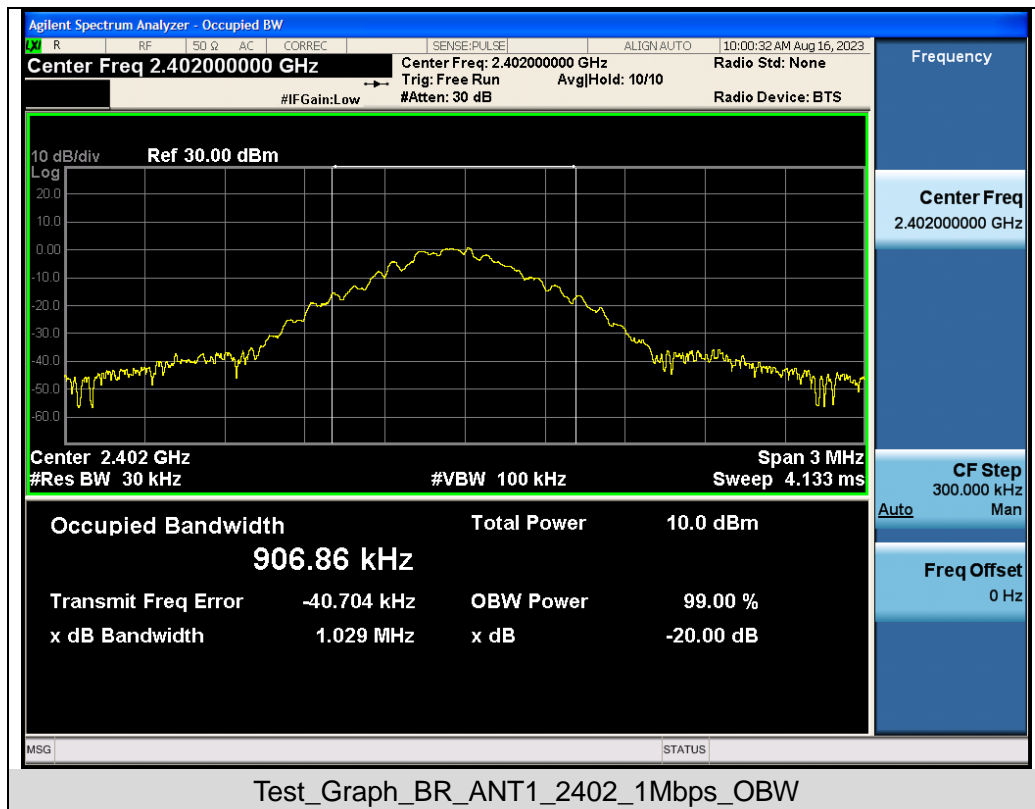 Agilent Spectrum Analyzer - Occupied BW
LXI R RF 50 Ω AC CORREC SENSE:PULSE ALIGN AUTO 10:00:32 AM Aug 16, 2023
Center Freq 2.402000000 GHz
Center Freq: 2.402000000 GHz
Radio Std: None
Trig: Free Run Avg|Hold: 10/10
#IFGain:Low #Atten: 30 dB Radio Device: BTS
10 dB/div Ref 30.00 dBm
Log
20.0
10.0
0.00
-10.0
-20.0
-30.0
-40.0
-50.0
-60.0
Center 2.402 GHz Span 3 MHz
#Res BW 30 kHz #VBW 100 kHz Sweep 4.133 ms
Occupied Bandwidth Total Power 10.0 dBm
906.86 kHz
Transmit Freq Error -40.704 kHz OBW Power 99.00 %
x dB Bandwidth 1.029 MHz x dB -20.00 dB
Frequency
Center Freq
2.402000000 GHz
CF Step
300.000 kHz
Auto Man
Freq Offset
0 Hz
MSG STATUS
Test_Graph_BR_ANT1_2402_1Mbps_OBW